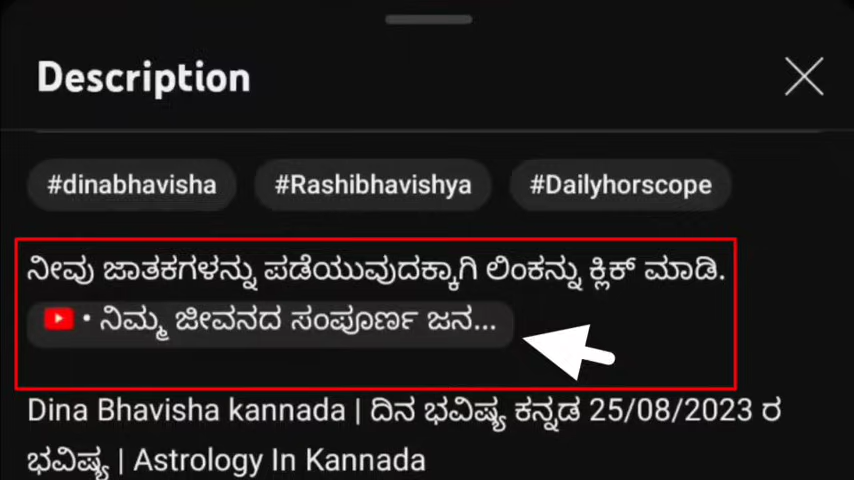 Description
#dinabhavisha #Rashibhavishya #Dailyhorscope
ನೀವು ಜಾತಕಗಳನ್ನು ಪಡೆಯುವುದಕ್ಕಾಗಿ ಲಿಂಕನ್ನು ಕ್ಲಿಕ್ ಮಾಡಿ.
• ನಿಮ್ಮ ಜೀವನದ ಸಂಪೂರ್ಣ ಜನ...
Dina Bhavisha kannada | ದಿನ ಭವಿಷ್ಯ ಕನ್ನಡ 25/08/2023 ರ
ಭವಿಷ್ಯ | Astrology In Kannada